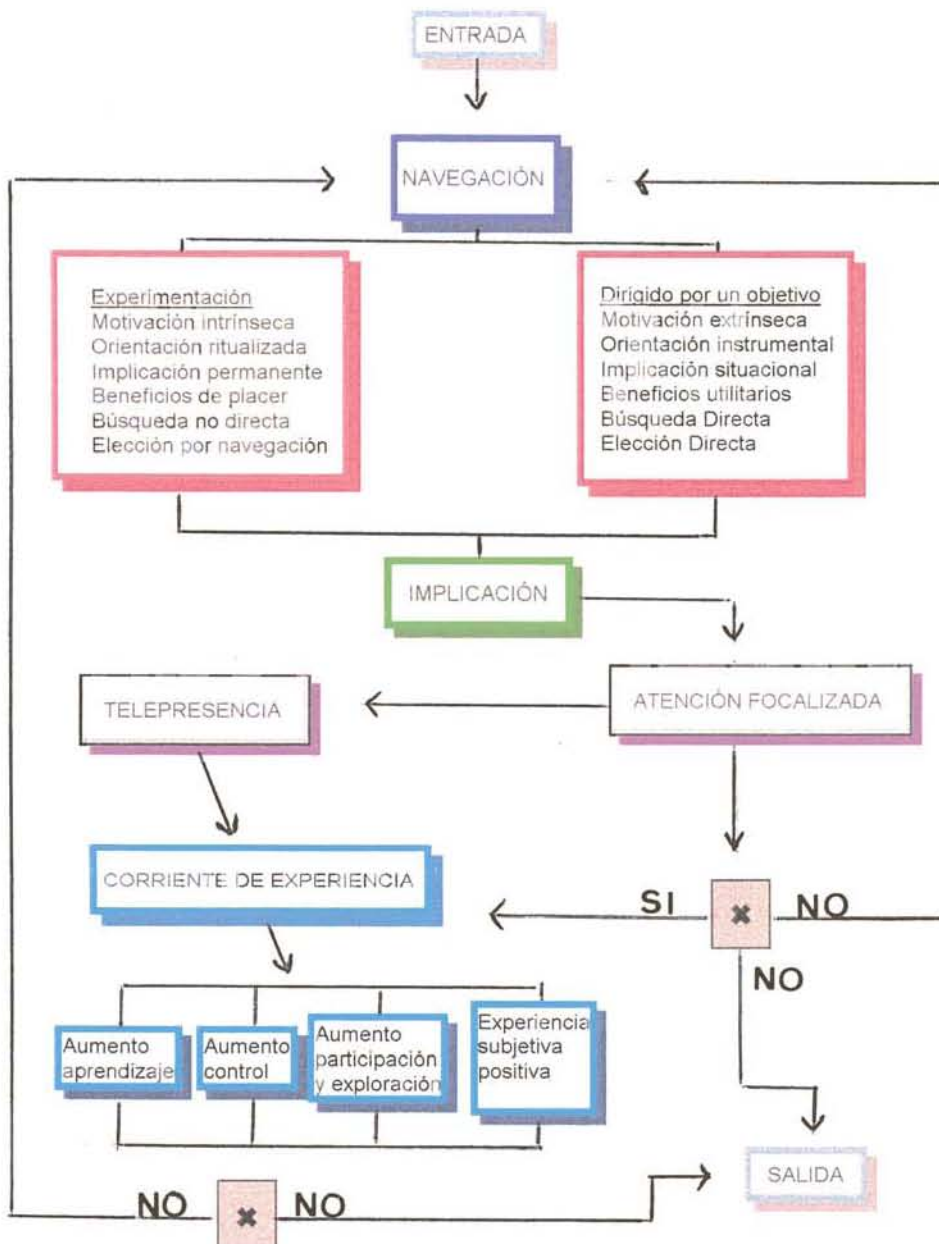 ENTRADA
NAVEGACIÓN
Experimentación
Motivación intrínseca
Orientación ritualizada
Implicación permanente
Beneficios de placer
Búsqueda no directa
Elección por navegación
Dirigido por un objetivo
Motivación extrínseca
Orientación instrumental
Implicación situacional
Beneficios utilitarios
Búsqueda Directa
Elección Directa
IMPLICACIÓN
TELEPRESENCIA
ATENCIÓN FOCALIZADA
CORRIENTE DE EXPERIENCIA
SI
NO
NO
Aumento
aprendizaje
Aumento
control
Aumento
participación
y exploración
Experiencia
subjetiva
positiva
SALIDA
NO
NO